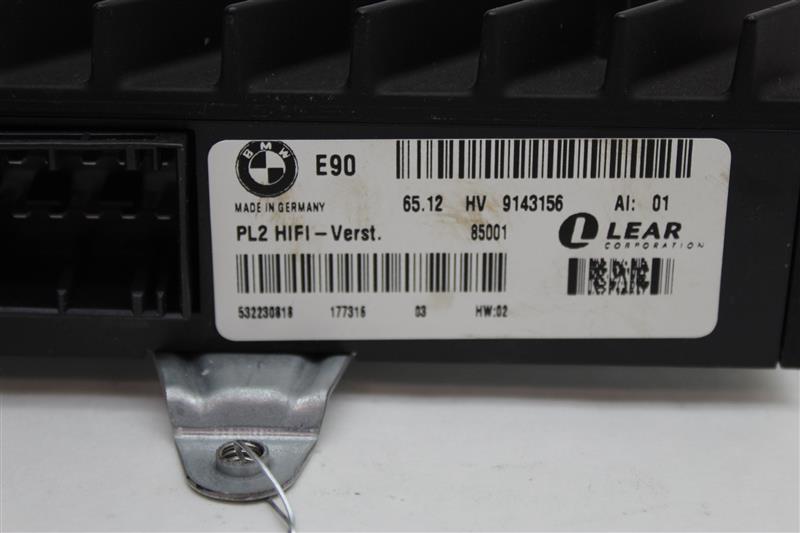 BMW
E90
MADE IN GERMANY
65.12 HV 9143156 AI: 01
PL2 HIFI-Verst. 85001
LEAR
CORPORATION
532230816 177316 03 HW:02